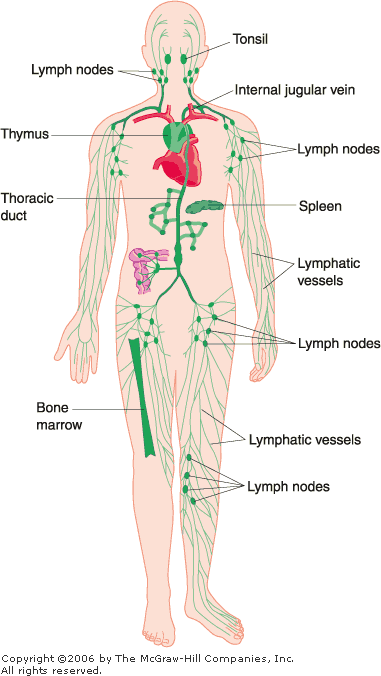 Tonsil
Lymph nodes
Internal jugular vein
Thymus
Lymph nodes
Thoracic
duct
Spleen
Lymphatic
vessels
Lymph nodes
Bone
marrow
Lymphatic vessels
Lymph nodes
Copyright ©2006 by The McGraw-Hill Companies, Inc.
All rights reserved.